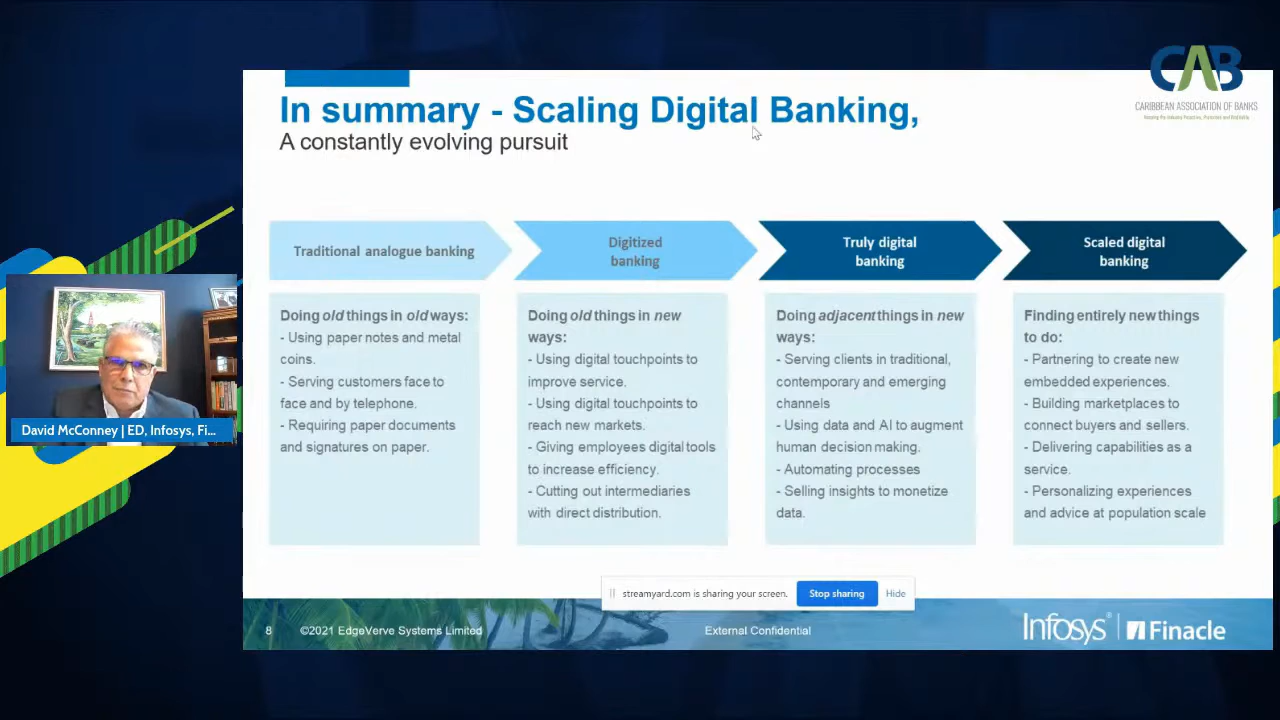 CAB
CARIBBEAN ASSOCIATION OF BANKS
In summary - Scaling Digital Banking,
A constantly evolving pursuit
Traditional analogue banking
Doing old things in old ways:
- Using paper notes and metal
coins.
- Serving customers face to
face and by telephone.
- Requiring paper documents
and signatures on paper.
Digitized
banking
Doing old things in new
ways:
- Using digital touchpoints to
improve service.
- Using digital touchpoints to
reach new markets.
- Giving employees digital tools
to increase efficiency.
- Cutting out intermediaries
with direct distribution.
Truly digital
banking
Doing adjacent things in new
ways:
- Serving clients in traditional,
contemporary and emerging
channels
- Using data and AI to augment
human decision making.
- Automating processes
- Selling insights to monetize
data.
Scaled digital
banking
Finding entirely new things
to do:
- Partnering to create new
embedded experiences.
- Building marketplaces to
connect buyers and sellers.
- Delivering capabilities as a
service.
- Personalizing experiences
and advice at population scale
David McConney | ED, Infosys, Fi...
streamyard.com is sharing your screen.
Stop sharing
Hide
8
©2021 EdgeVerve Systems Limited
External Confidential
Infosys® | Finacle